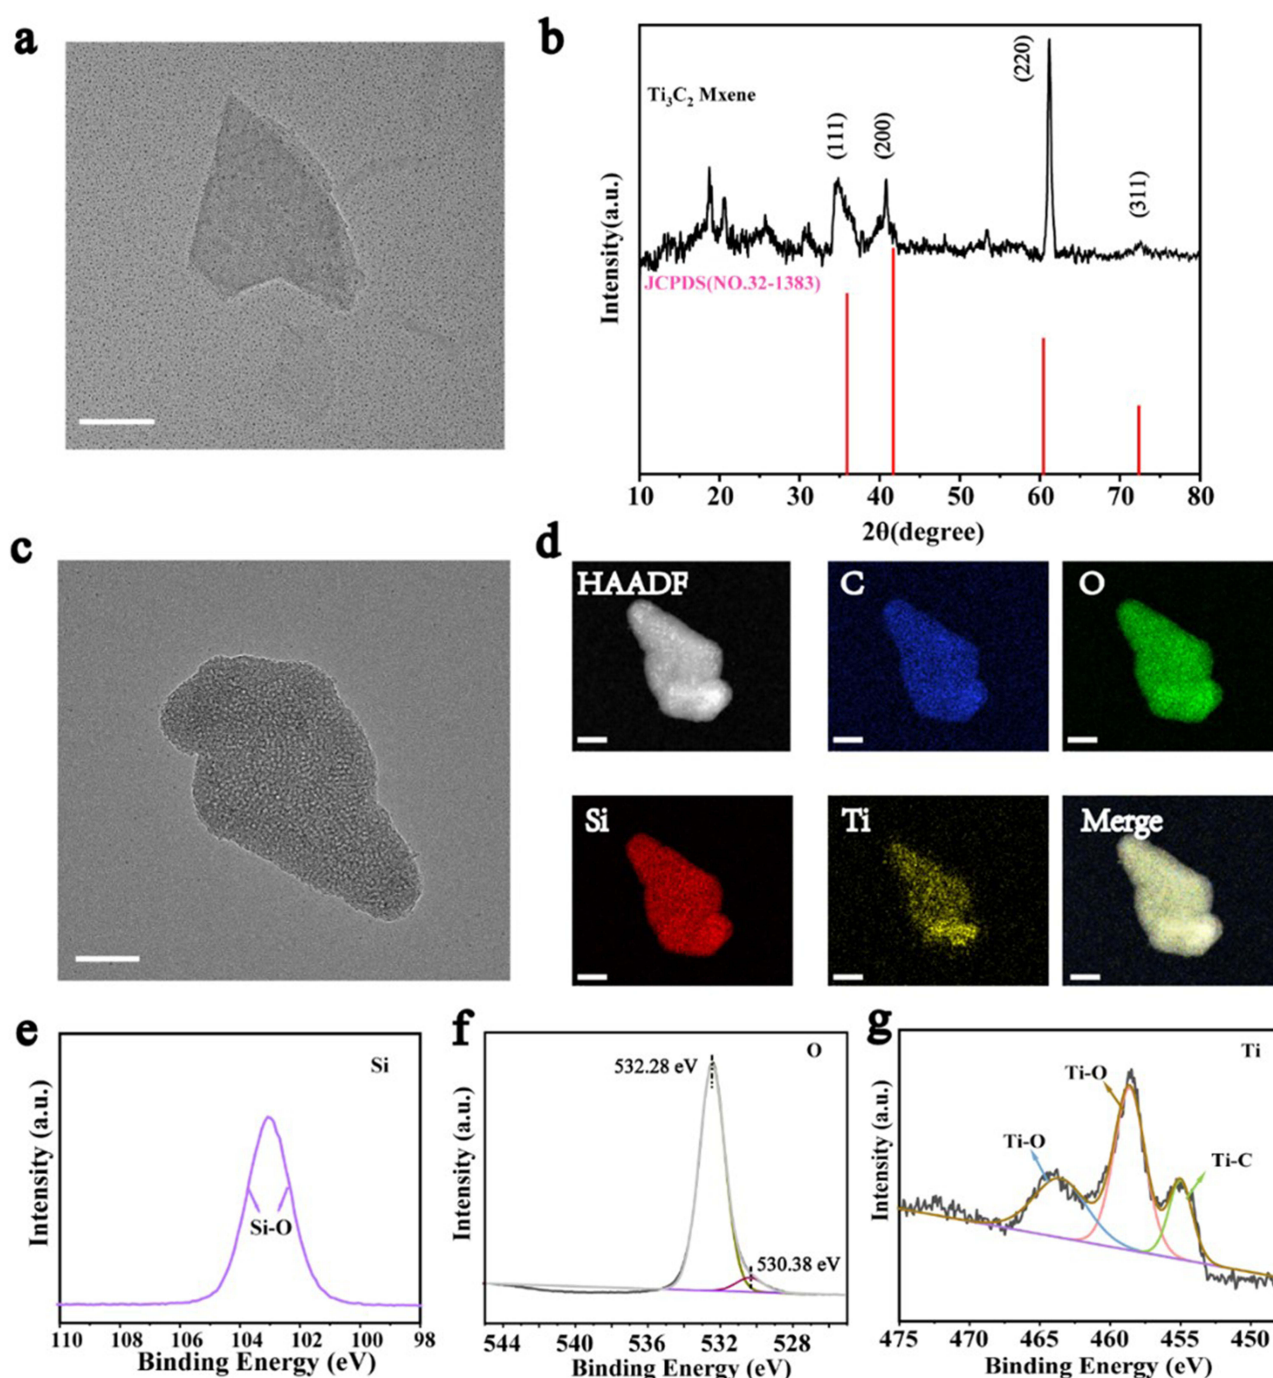 a
b
Ti₃C₂ Mxene
(111)
(200)
(220)
(311)
JCPDS(NO.32-1383)
Intensity(a.u.)
10 20 30 40 50 60 70 80
2θ(degree)
c
d
HAADF
C
O
Si
Ti
Merge
e
Si
Si-O
Intensity (a.u.)
110 108 106 104 102 100 98
Binding Energy (eV)
f
O
532.28 eV
530.38 eV
Intensity (a.u.)
544 540 536 532 528
Binding Energy (eV)
g
Ti
Ti-O
Ti-O
Ti-C
Intensity (a.u.)
475 470 465 460 455 450
Binding Energy (eV)